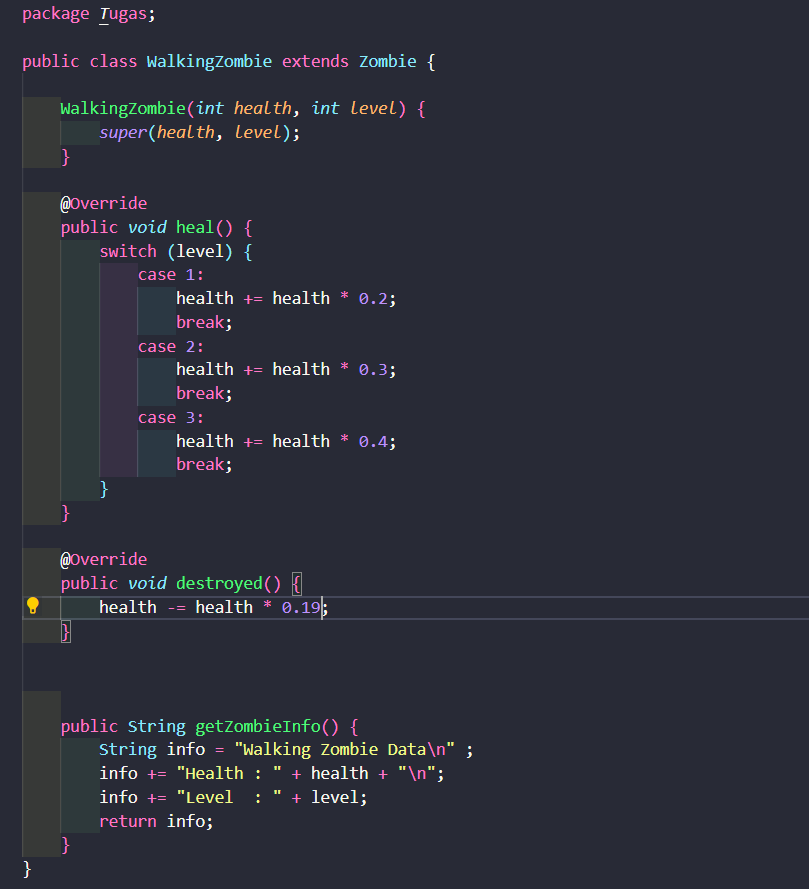 package Tugas;
public class WalkingZombie extends Zombie {
WalkingZombie(int health, int level) {
super(health, level);
}
@Override
public void heal() {
switch (level) {
case 1:
health += health * 0.2;
break;
case 2:
health += health * 0.3;
break;
case 3:
health += health * 0.4;
break;
}
}
@Override
public void destroyed() {
health -= health * 0.19;
}
public String getZombieInfo() {
String info = "Walking Zombie Data\n" ;
info += "Health : " + health + "\n";
info += "Level  : " + level;
return info;
}
}